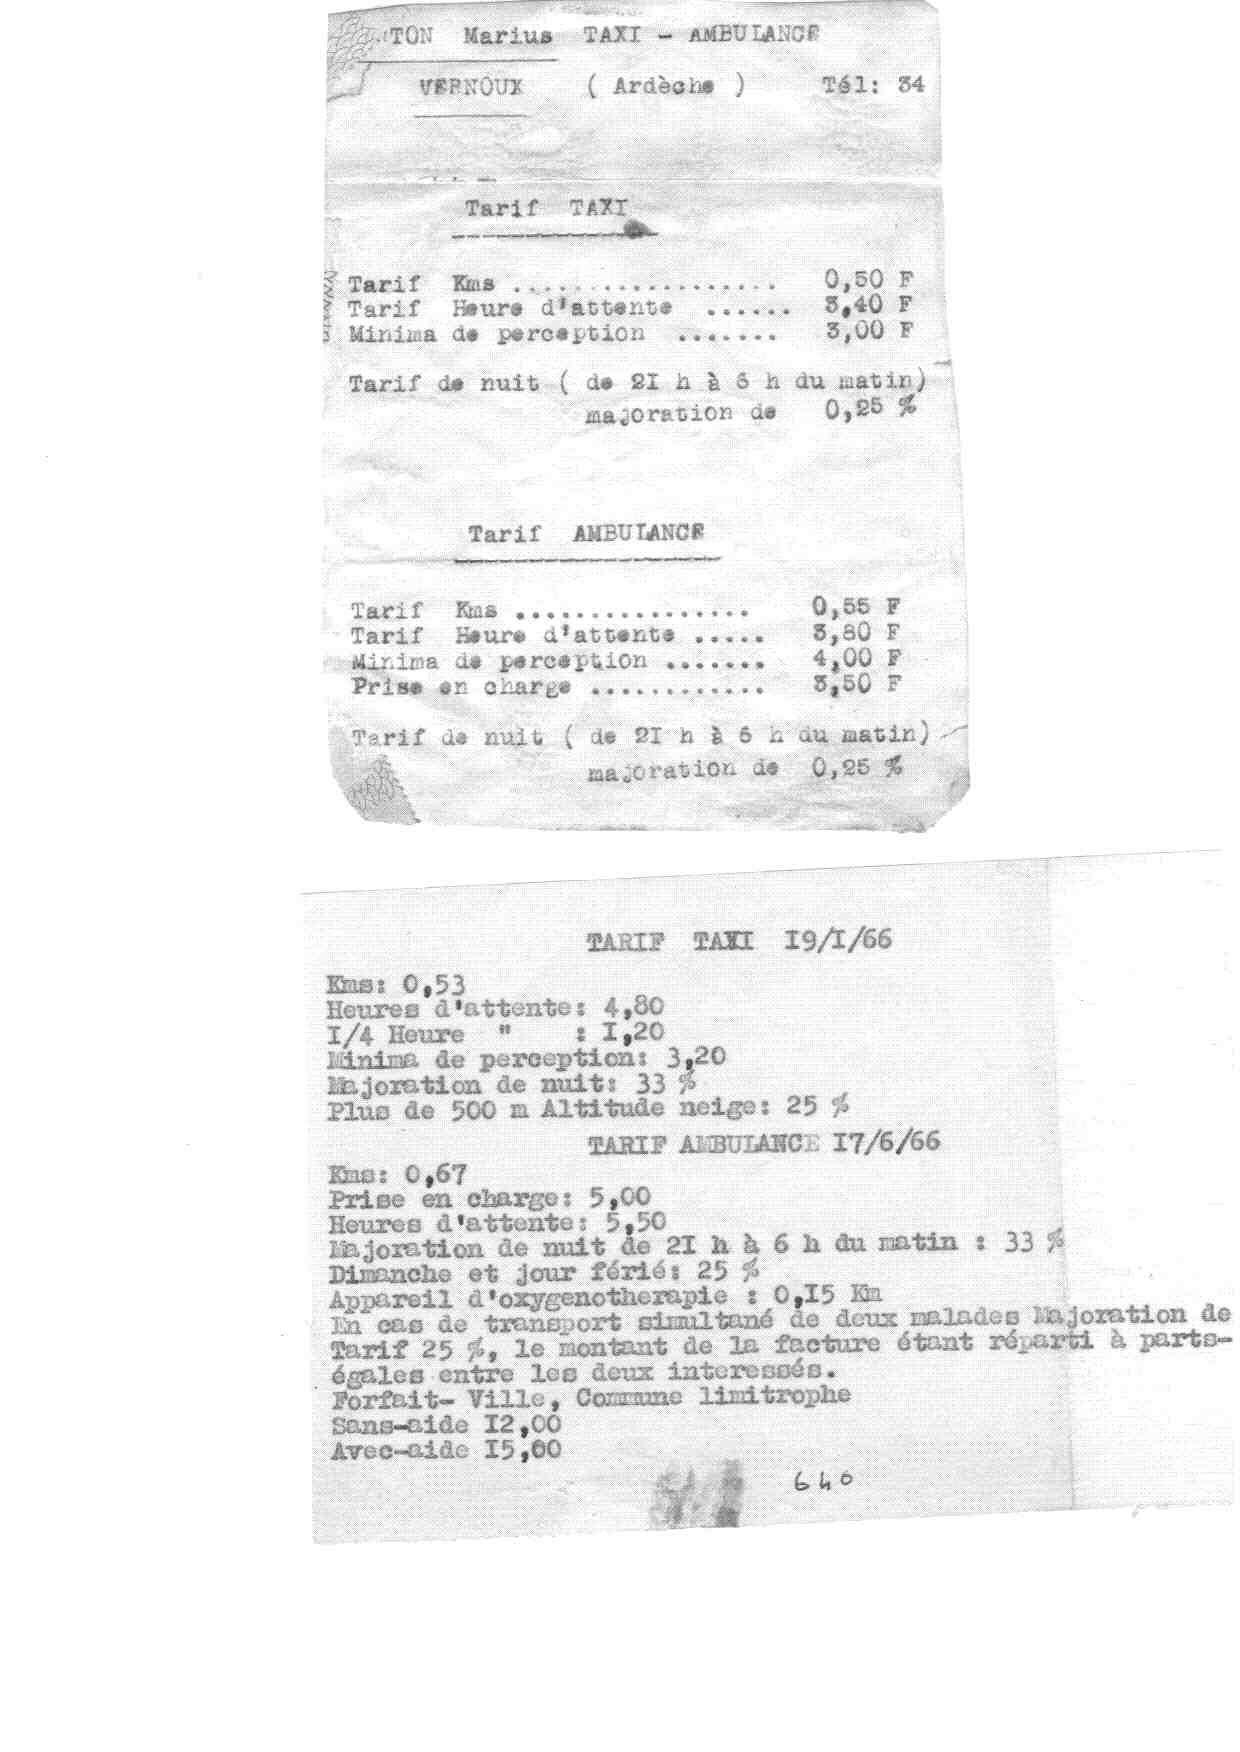 TON Marius TAXI - AMBULANCE
VERNOUX ( Ardèche ) Tél: 34
Tarif TAXI
Tarif Kms .................. 0,50 F
Tarif Heure d'attente ...... 3,40 F
Minima de perception ....... 3,00 F
Tarif de nuit ( de 2I h à 6 h du matin)
majoration de 0,25 %
Tarif AMBULANCE
Tarif Kms ................ 0,55 F
Tarif Heure d'attente ..... 3,80 F
Minima de perception ....... 4,00 F
Prise en charge ............ 3,50 F
Tarif de nuit ( de 2I h à 6 h du matin)
majoration de 0,25 %
TARIF TAXI I9/I/66
Kms: 0,53
Heures d'attente: 4,80
I/4 Heure " : I,20
Minima de perception: 3,20
Majoration de nuit: 33 %
Plus de 500 m Altitude neige: 25 %
TARIF AMBULANCE I7/6/66
Kms: 0,67
Prise en charge: 5,00
Heures d'attente: 5,50
Majoration de nuit de 2I h à 6 h du matin : 33 %
Dimanche et jour férié: 25 %
Appareil d'oxygenotherapie : 0,I5 Km
En cas de transport simultané de deux malades Majoration de
Tarif 25 %, le montant de la facture étant réparti à parts-
égales entre les deux interessés.
Forfait- Ville, Commune limitrophe
Sans-aide I2,00
Avec-aide I5,00
640